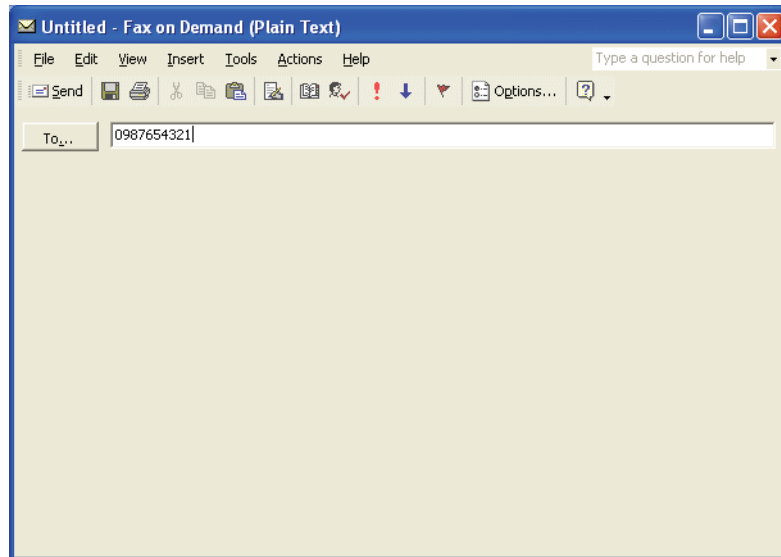 Untitled - Fax on Demand (Plain Text)
File Edit View Insert Tools Actions Help Type a question for help
Send Options...
To... 0987654321